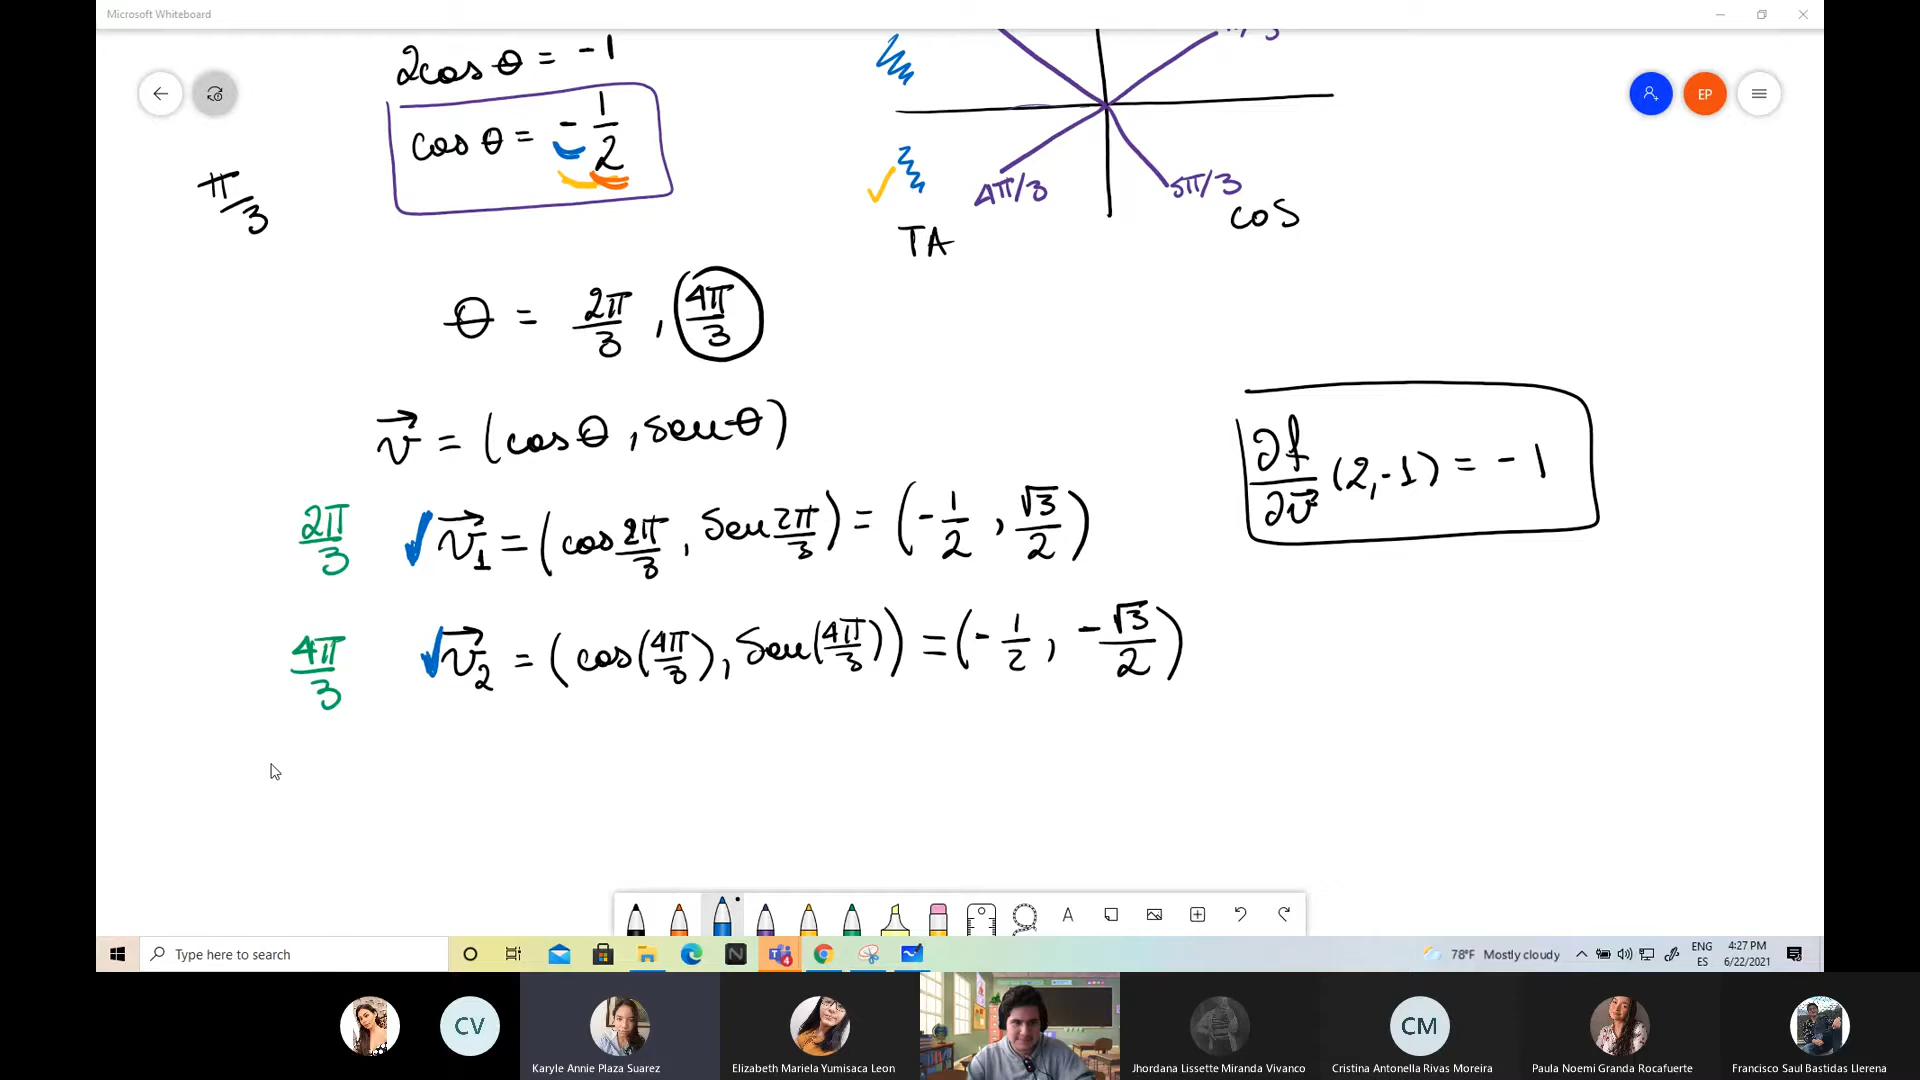 Microsoft Whiteboard
2cos θ = -1
cos θ = -1/2
π/3
EP
4π/3
5π/3
cos
TA
θ = 2π/3, 4π/3
v⃗ = (cosθ, senθ)
∂f/∂v⃗ (2,-1) = -1
2π/3 ✓ v⃗₁ = (cos 2π/3, Sen 2π/3) = (-1/2, √3/2)
4π/3 ✓ v⃗₂ = (cos(4π/3), Sen(4π/3)) = (-1/2, -√3/2)
A
Type here to search
N
4
78°F Mostly cloudy
ENG
ES
4:27 PM
6/22/2021
CV
CM
Karyle Annie Plaza Suarez
Elizabeth Mariela Yumisaca Leon
Jhordana Lissette Miranda Vivanco
Cristina Antonella Rivas Moreira
Paula Noemi Granda Rocafuerte
Francisco Saul Bastidas Llerena